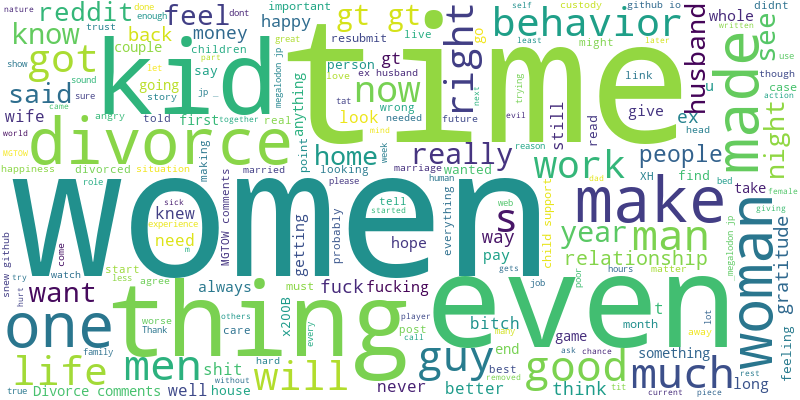 nature
reddit
feel
important
dont
done
enough
gt gt
behavior
self
custody
github io
didnt
know
trust
money
happy
live
resubmit
least
might
go
later
written
whole
see
use
show
couple
back
children
great
part
let
got
kid
time
right
husband
made
night
sound
going
say
person
gt
love
ex husband
link
u
though
case
action
sure
story
jp _
megalodon jp
now
give
ex
came
angry
told
first
together
real
anything
tat
wrong
needed
look
mind
future
next
evil
trying
still
read
head
said
wife
world
MGTOW
divorce
making
point
home
week
looking
really
wanted
reason
work
people
happiness
divorced
situation
married
marriage
dad
XH
find
bed
take
female
giving
role
please
human
child support
women
sick
knew
experience
need
m
MGTOW comments
getting
probably
tell
started
hope
everything
web
s
way
gets
pay
make
year
man
relationship
woman
megalodon jp
gratitude
feeling
snew github
come
want
start
watch
less
agree
always
must
x200B
fuck
fucking
job
hours
matter
poor
try
hurt
one
thing
even
t
month
away
lot
worse
Thank
others
care
every
player
post
call
bitch
many
game
end
something
ask
chance
family
men
shit
hard
will
guy
good
much
rest
long
life
true
Divorce comments
well
house
without
never
best
better
removed
think
tit
current
piece